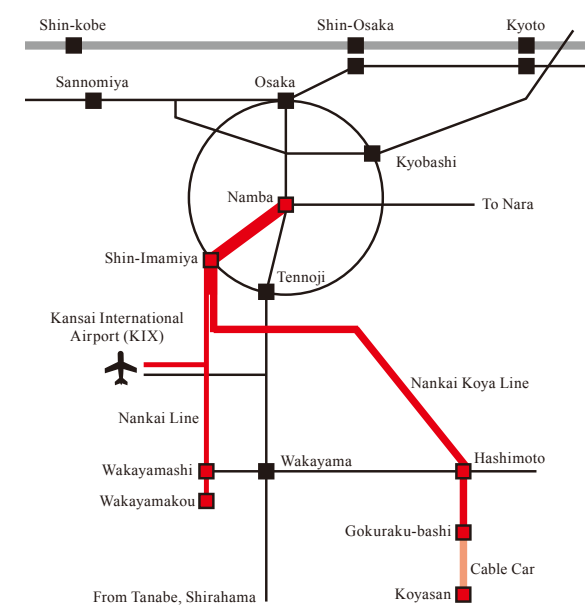 Shin-kobe
Shin-Osaka
Kyoto
Sannomiya
Osaka
Kyobashi
Namba
To Nara
Shin-Imamiya
Tennoji
Kansai International
Airport (KIX)
Nankai Koya Line
Nankai Line
Wakayamashi
Wakayama
Hashimoto
Wakayamakou
Gokuraku-bashi
Cable Car
Koyasan
From Tanabe, Shirahama